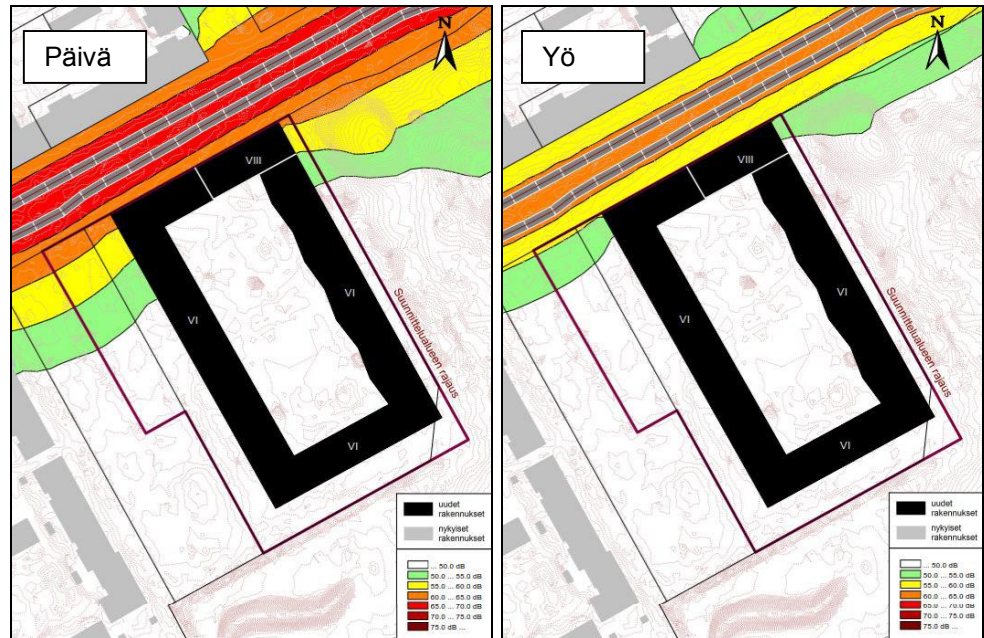 Päivä
N
VIII
VI
VI
VI
Suunnittelualueen rajaus
uudet
rakennukset
nykyiset
rakennukset
... 50.0 dB
50.0 ... 55.0 dB
55.0 ... 60.0 dB
60.0 ... 65.0 dB
65.0 ... 70.0 dB
70.0 ... 75.0 dB
75.0 dB ...
Yö
N
VIII
VI
VI
VI
Suunnittelualueen rajaus
uudet
rakennukset
nykyiset
rakennukset
... 50.0 dB
50.0 ... 55.0 dB
55.0 ... 60.0 dB
60.0 ... 65.0 dB
65.0 ... 70.0 dB
70.0 ... 75.0 dB
75.0 dB ...